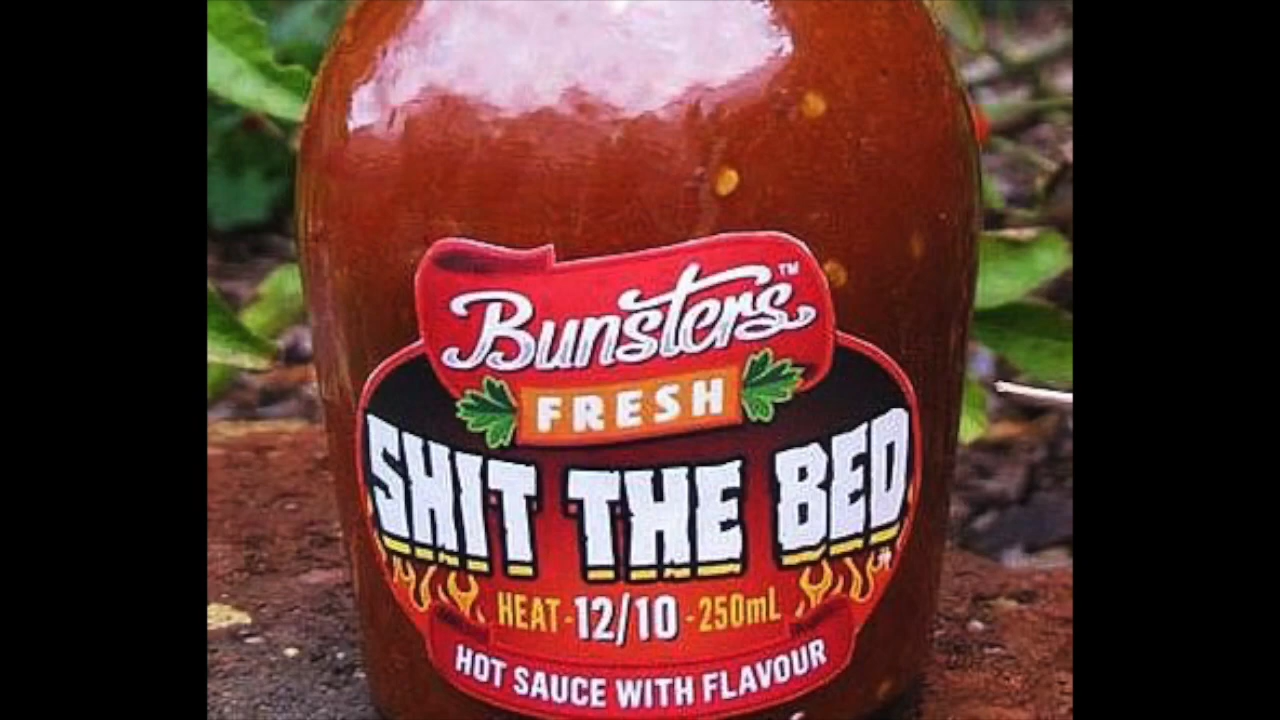 Bunsters™
FRESH
SHIT THE BED
HEAT - 12/10 - 250mL
HOT SAUCE WITH FLAVOUR